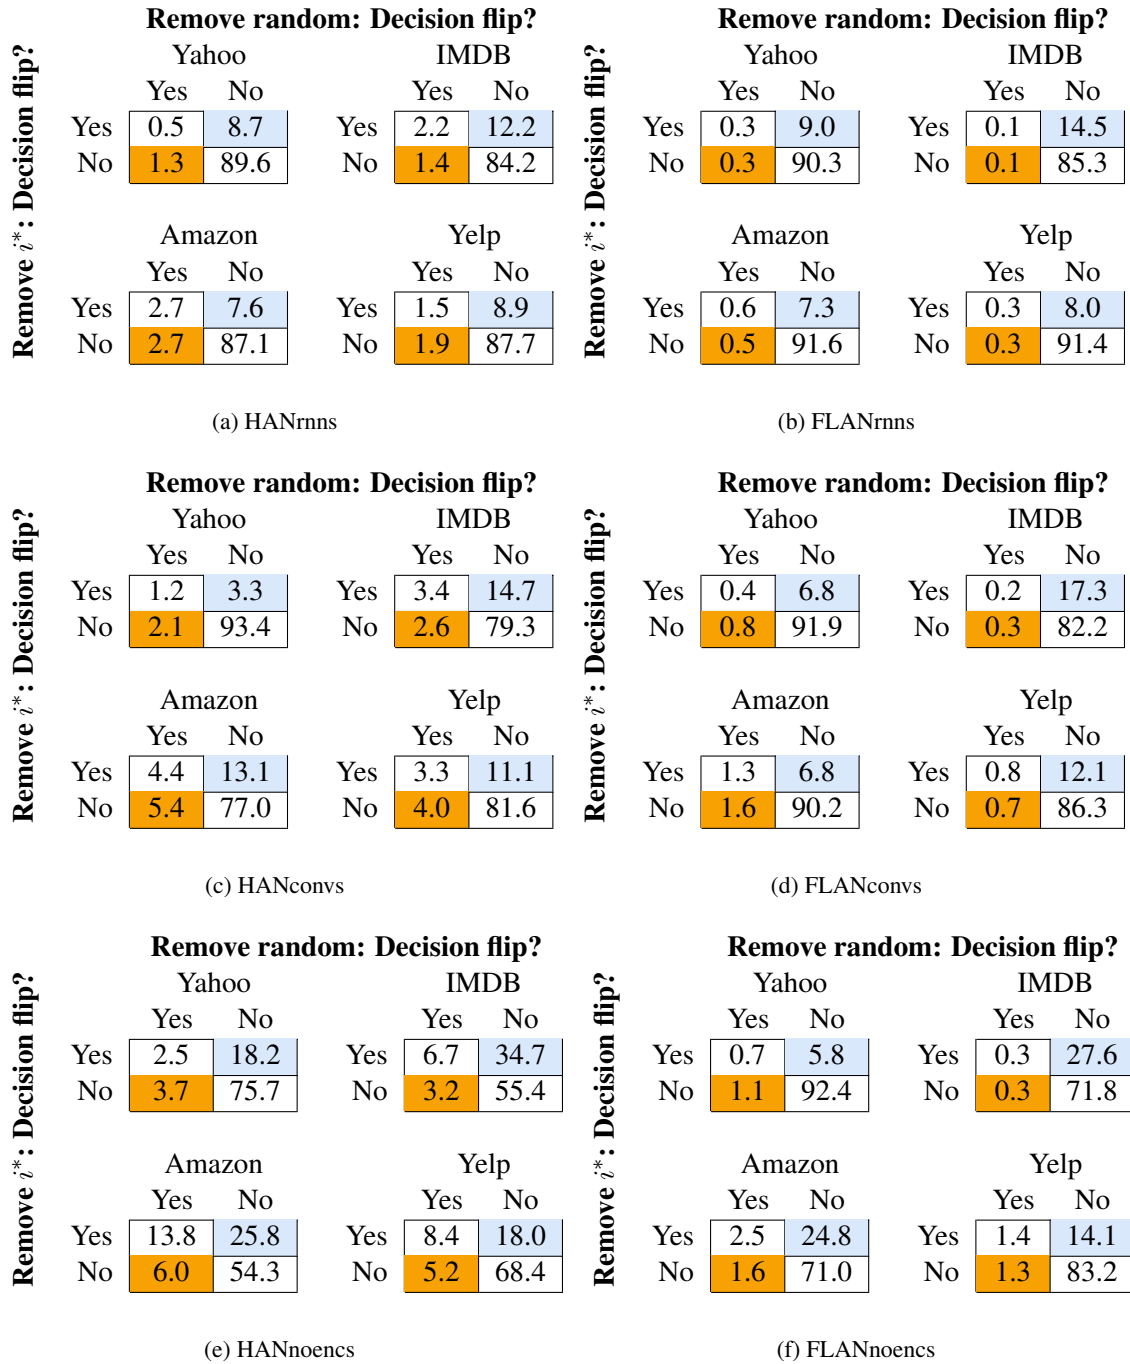 Remove random: Decision flip?
Remove i*: Decision flip?
Yahoo IMDB
Yes No Yes No
Yes 0.5 8.7 Yes 2.2 12.2
No 1.3 89.6 No 1.4 84.2
Amazon Yelp
Yes No Yes No
Yes 2.7 7.6 Yes 1.5 8.9
No 2.7 87.1 No 1.9 87.7
(a) HANrnns
Remove random: Decision flip?
Remove i*: Decision flip?
Yahoo IMDB
Yes No Yes No
Yes 0.3 9.0 Yes 0.1 14.5
No 0.3 90.3 No 0.1 85.3
Amazon Yelp
Yes No Yes No
Yes 0.6 7.3 Yes 0.3 8.0
No 0.5 91.6 No 0.3 91.4
(b) FLANrnns
Remove random: Decision flip?
Remove i*: Decision flip?
Yahoo IMDB
Yes No Yes No
Yes 1.2 3.3 Yes 3.4 14.7
No 2.1 93.4 No 2.6 79.3
Amazon Yelp
Yes No Yes No
Yes 4.4 13.1 Yes 3.3 11.1
No 5.4 77.0 No 4.0 81.6
(c) HANconvs
Remove random: Decision flip?
Remove i*: Decision flip?
Yahoo IMDB
Yes No Yes No
Yes 0.4 6.8 Yes 0.2 17.3
No 0.8 91.9 No 0.3 82.2
Amazon Yelp
Yes No Yes No
Yes 1.3 6.8 Yes 0.8 12.1
No 1.6 90.2 No 0.7 86.3
(d) FLANconvs
Remove random: Decision flip?
Remove i*: Decision flip?
Yahoo IMDB
Yes No Yes No
Yes 2.5 18.2 Yes 6.7 34.7
No 3.7 75.7 No 3.2 55.4
Amazon Yelp
Yes No Yes No
Yes 13.8 25.8 Yes 8.4 18.0
No 6.0 54.3 No 5.2 68.4
(e) HANnoencs
Remove random: Decision flip?
Remove i*: Decision flip?
Yahoo IMDB
Yes No Yes No
Yes 0.7 5.8 Yes 0.3 27.6
No 1.1 92.4 No 0.3 71.8
Amazon Yelp
Yes No Yes No
Yes 2.5 24.8 Yes 1.4 14.1
No 1.6 71.0 No 1.3 83.2
(f) FLANnoencs